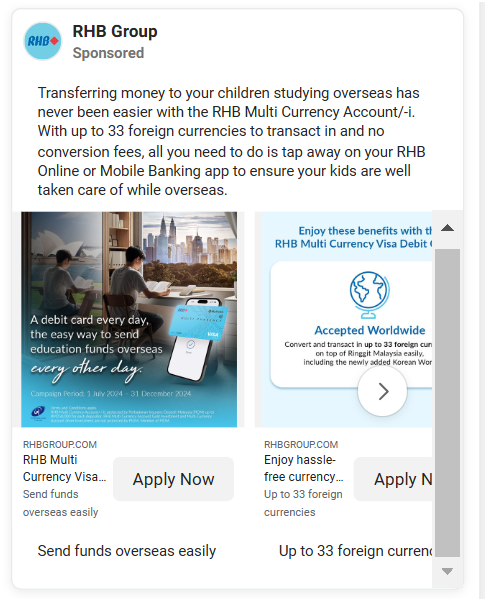 RHB Group
RHB
Sponsored
Transferring money to your children studying overseas has
never been easier with the RHB Multi Currency Account/-i.
With up to 33 foreign currencies to transact in and no
conversion fees, all you need to do is tap away on your RHB
Online or Mobile Banking app to ensure your kids are well
taken care of while overseas.
A debit card every day,
the easy way to send
education funds overseas
every other day.
Campaign Period: 1 July 2024 - 31 December 2024
VISA
Enjoy these benefits with th
RHB Multi Currency Visa Debit C
Accepted Worldwide
Convert and transact in up to 33 foreign curr
on top of Ringgit Malaysia easily,
including the newly added Korean Won
RHBGROUP.COM
RHB Multi
Currency Visa...
Send funds
overseas easily
Apply Now
RHBGROUP.COM
Enjoy hassle-
free currency...
Up to 33 foreign
currencies
Apply N
Send funds overseas easily
Up to 33 foreign currenc